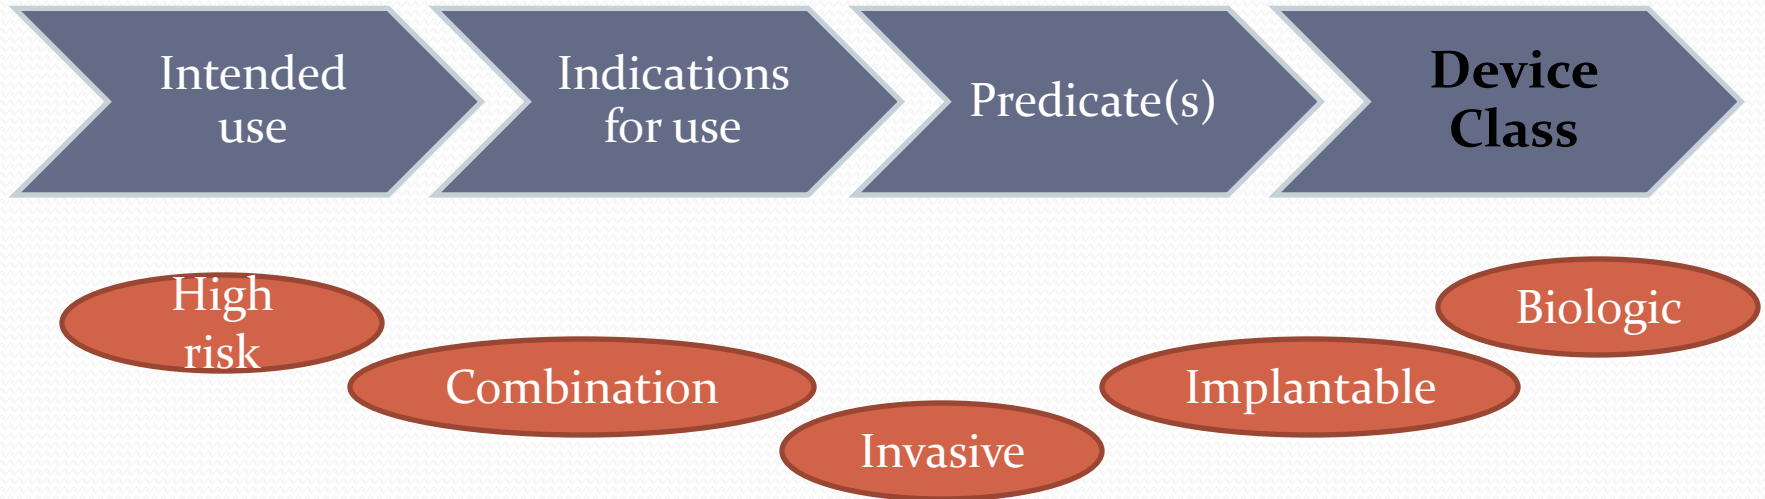 Intended
use
Indications
for use
Predicate(s)
Device
Class
High
risk
Combination
Invasive
Implantable
Biologic